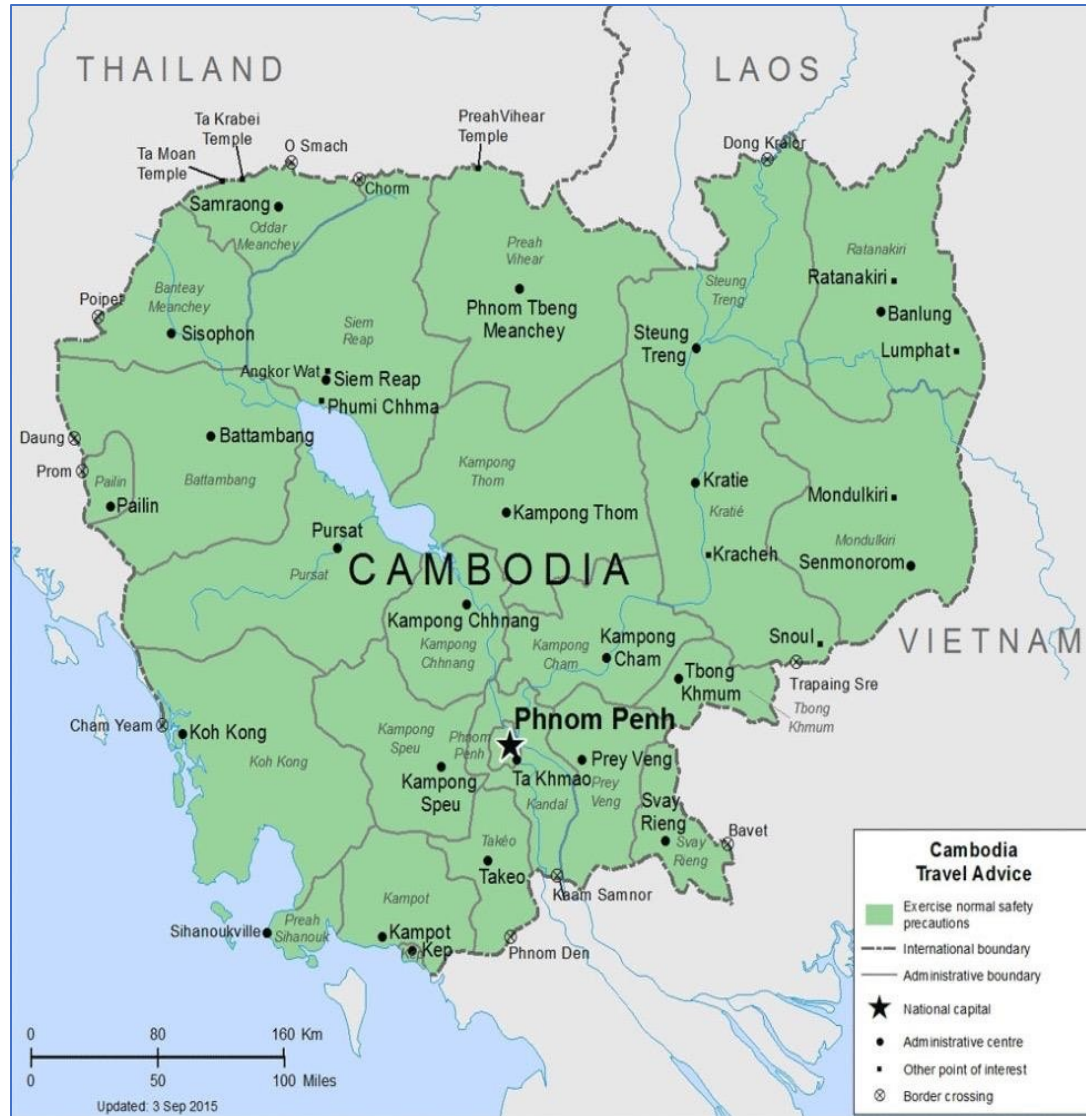 THAILAND
LAOS
Ta Krabei
Temple
O Smach
Preah Vihear
Temple
Ta Moan
Temple
Dong Kralor
Chorm
Samraong
Oddar
Meanchey
Preah
Vihear
Ratanakiri
Ratanakiri
Steung
Treng
Banteay
Meanchey
Phnom Tbeng
Meanchey
Banlung
Poipet
Sisophon
Siem
Reap
Steung
Treng
Lumphat
Angkor Wat
Siem Reap
Phumi Chhma
Daung
Battambang
Prom
Pailin
Battambang
Kampong
Thom
Kratie
Mondulkiri
Pailin
Kampong Thom
Kratié
Pursat
Mondulkiri
CAMBODIA
Kracheh
Senmonorom
Pursat
Kampong Chhnang
Kampong
Chhnang
Kampong
Cham
Kampong
Cham
Snoul
VIETNAM
Tbong
Khmum
Trapaing Sre
Tbong
Khmum
Cham Yeam
Koh Kong
Koh Kong
Kampong
Speu
Phnom
Penh
Phnom Penh
Kampong
Speu
Ta Khmao
Prey Veng
Kandal
Prey
Veng
Svay
Rieng
Svay
Rieng
Bavet
Takéo
Takeo
Kaam Samnor
Kampot
Preah
Sihanouk
Sihanoukville
Kampot
Kep
Kep
Phnom Den
Cambodia
Travel Advice
Exercise normal safety
precautions
International boundary
Administrative boundary
National capital
Administrative centre
Other point of interest
Border crossing
0 80 160 Km
0 50 100 Miles
Updated: 3 Sep 2015